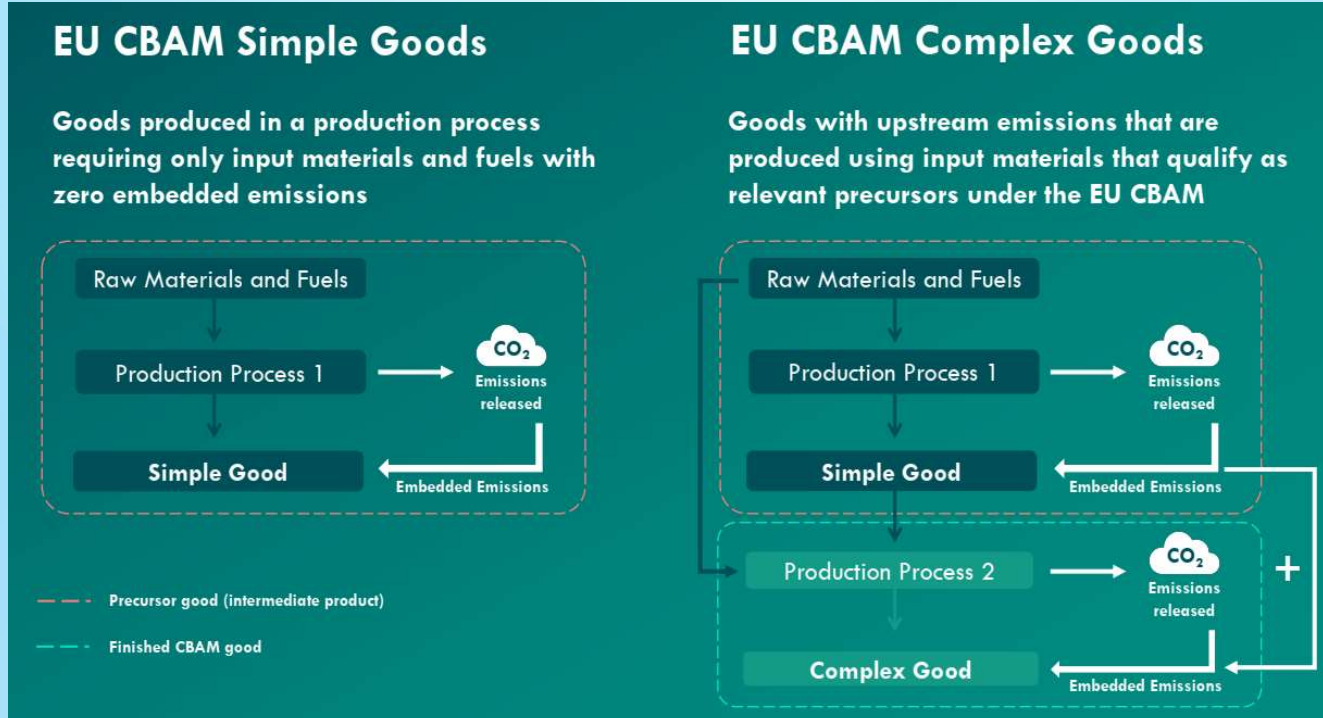 EU CBAM Simple Goods
Goods produced in a production process
requiring only input materials and fuels with
zero embedded emissions
Raw Materials and Fuels
Production Process 1
CO₂
Emissions
released
Simple Good
Embedded Emissions
Precursor good (intermediate product)
Finished CBAM good
EU CBAM Complex Goods
Goods with upstream emissions that are
produced using input materials that qualify as
relevant precursors under the EU CBAM
Raw Materials and Fuels
Production Process 1
CO₂
Emissions
released
Simple Good
Embedded Emissions
Production Process 2
CO₂
Emissions
released
+
Complex Good
Embedded Emissions